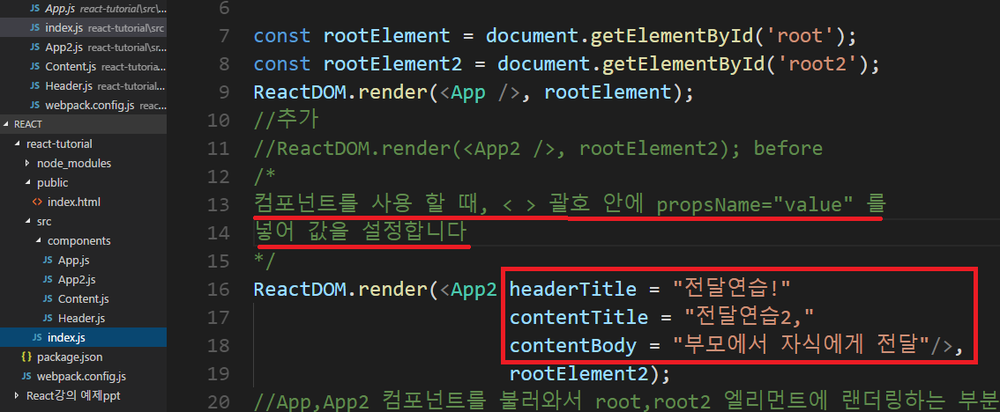 JS App.js react-tutorial\src\...
JS index.js react-tutorial\src
JS App2.js react-tutorial\sr...
JS Content.js react-tutoria...
JS Header.js react-tutorial...
JS webpack.config.js reac...
REACT
react-tutorial
node_modules
public
<> index.html
src
components
JS App.js
JS App2.js
JS Content.js
JS Header.js
JS index.js
{} package.json
JS webpack.config.js
React강의 예제ppt
6
7 const rootElement = document.getElementById('root');
8 const rootElement2 = document.getElementById('root2');
9 ReactDOM.render(<App />, rootElement);
10 //추가
11 //ReactDOM.render(<App2 />, rootElement2); before
12 /*
13 컴포넌트를 사용 할 때, < > 괄호 안에 propsName="value" 를
14 넣어 값을 설정합니다
15 */
16 ReactDOM.render(<App2 headerTitle = "전달연습!"
17 contentTitle = "전달연습2,"
18 contentBody = "부모에서 자식에게 전달"/>,
19 rootElement2);
20 //App,App2 컴포넌트를 불러와서 root,root2 엘리먼트에 랜더링하는 부분